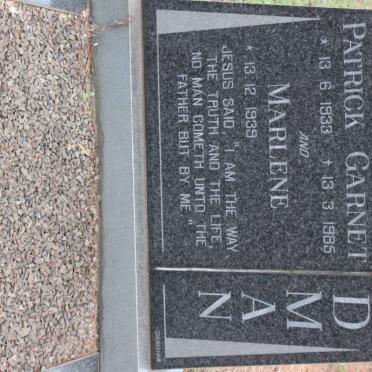 PATRICK GARNET
* 13 6 1933 † 13 3 1985
AND
MARLENE
* 13 12 1939
JESUS SAID, "I AM THE WAY
THE TRUTH AND THE LIFE,
NO MAN COMETH UNTO THE
FATHER BUT BY ME"
D
M A
N